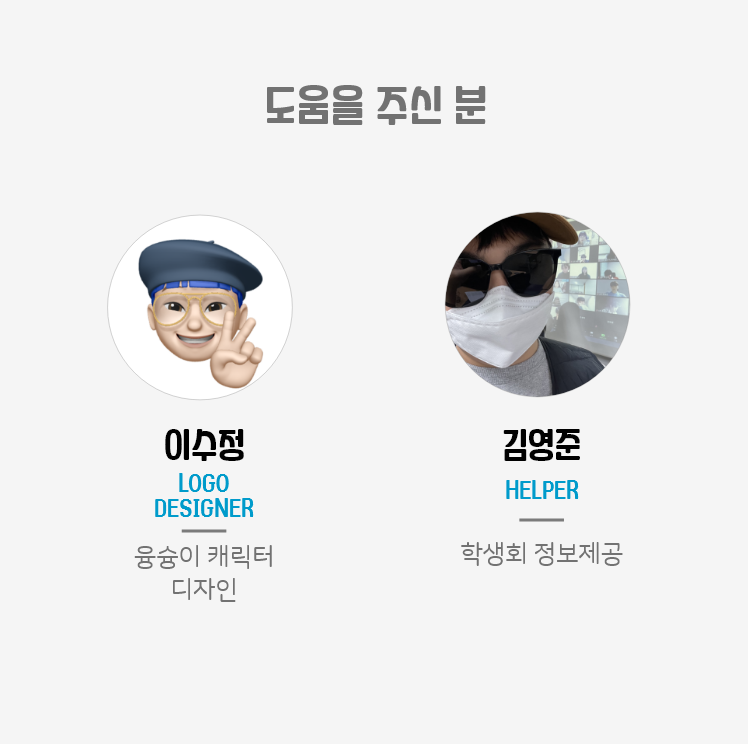 도움을 주신 분
이수정
LOGO
DESIGNER
융슝이 캐릭터
디자인
김영준
HELPER
학생회 정보제공